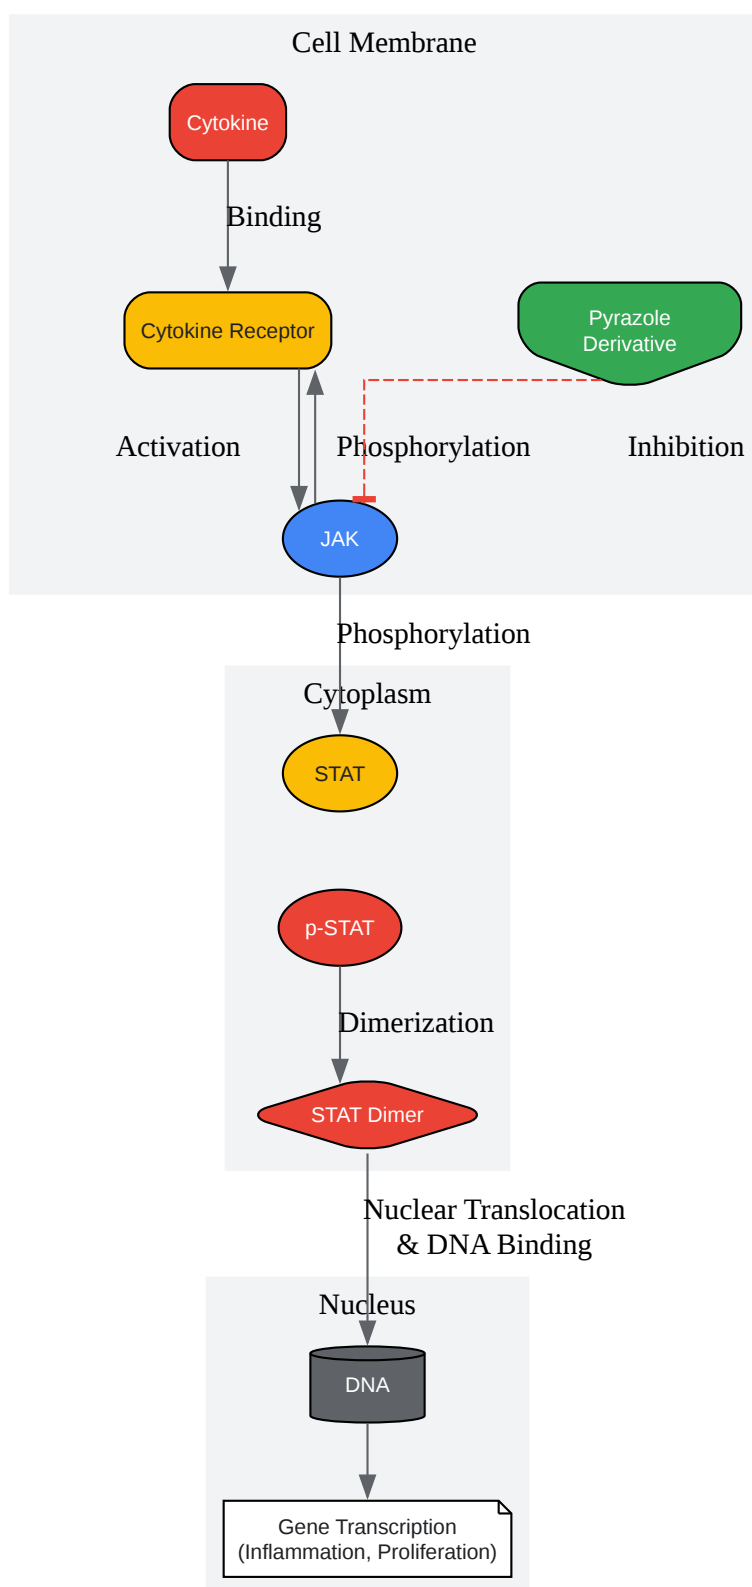 Cell Membrane
Cytokine
Binding
Cytokine Receptor
Pyrazole
Derivative
Activation
Phosphorylation
Inhibition
JAK
Phosphorylation
Cytoplasm
STAT
p-STAT
Dimerization
STAT Dimer
Nuclear Translocation
& DNA Binding
Nucleus
DNA
Gene Transcription
(Inflammation, Proliferation)